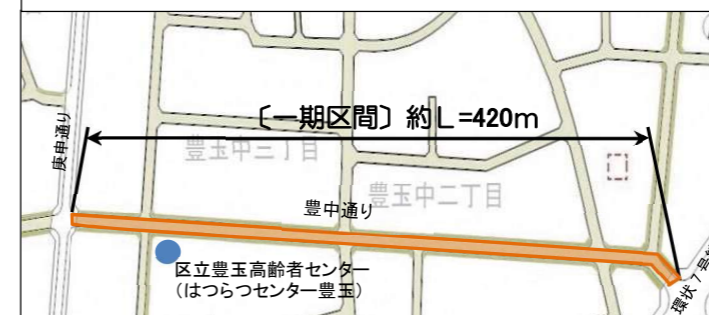 〔一期区間〕約L=420m
庚申通り
豊玉中三丁目
豊玉中二丁目
豊中通り
区立豊玉高齢者センター
(はつらつセンター豊玉)
環状7号